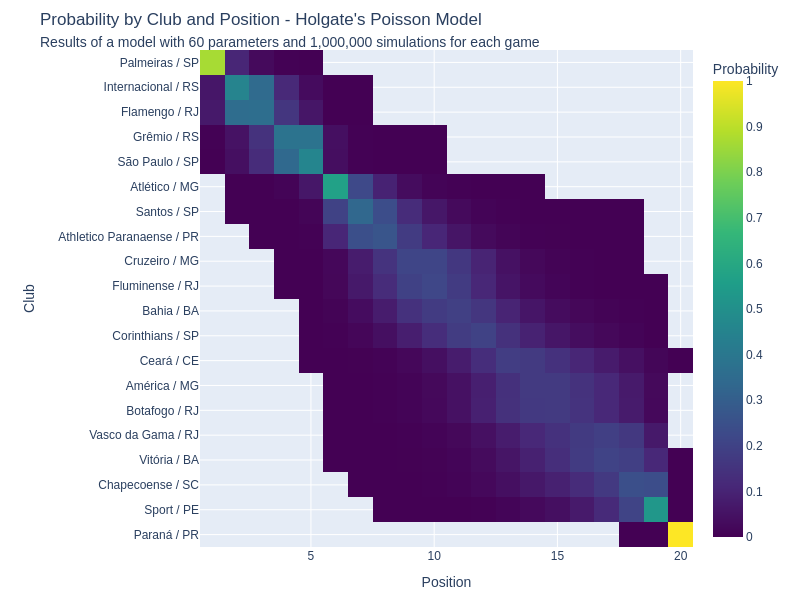 Probability by Club and Position - Holgate's Poisson Model
Results of a model with 60 parameters and 1,000,000 simulations for each game
Probability
Palmeiras / SP
Internacional / RS
Flamengo / RJ
Grêmio / RS
São Paulo / SP
Atlético / MG
Santos / SP
Athletico Paranaense / PR
Cruzeiro / MG
Fluminense / RJ
Bahia / BA
Corinthians / SP
Ceará / CE
América / MG
Botafogo / RJ
Vasco da Gama / RJ
Vitória / BA
Chapecoense / SC
Sport / PE
Paraná / PR
Club
5
10
15
20
Position
1
0.9
0.8
0.7
0.6
0.5
0.4
0.3
0.2
0.1
0